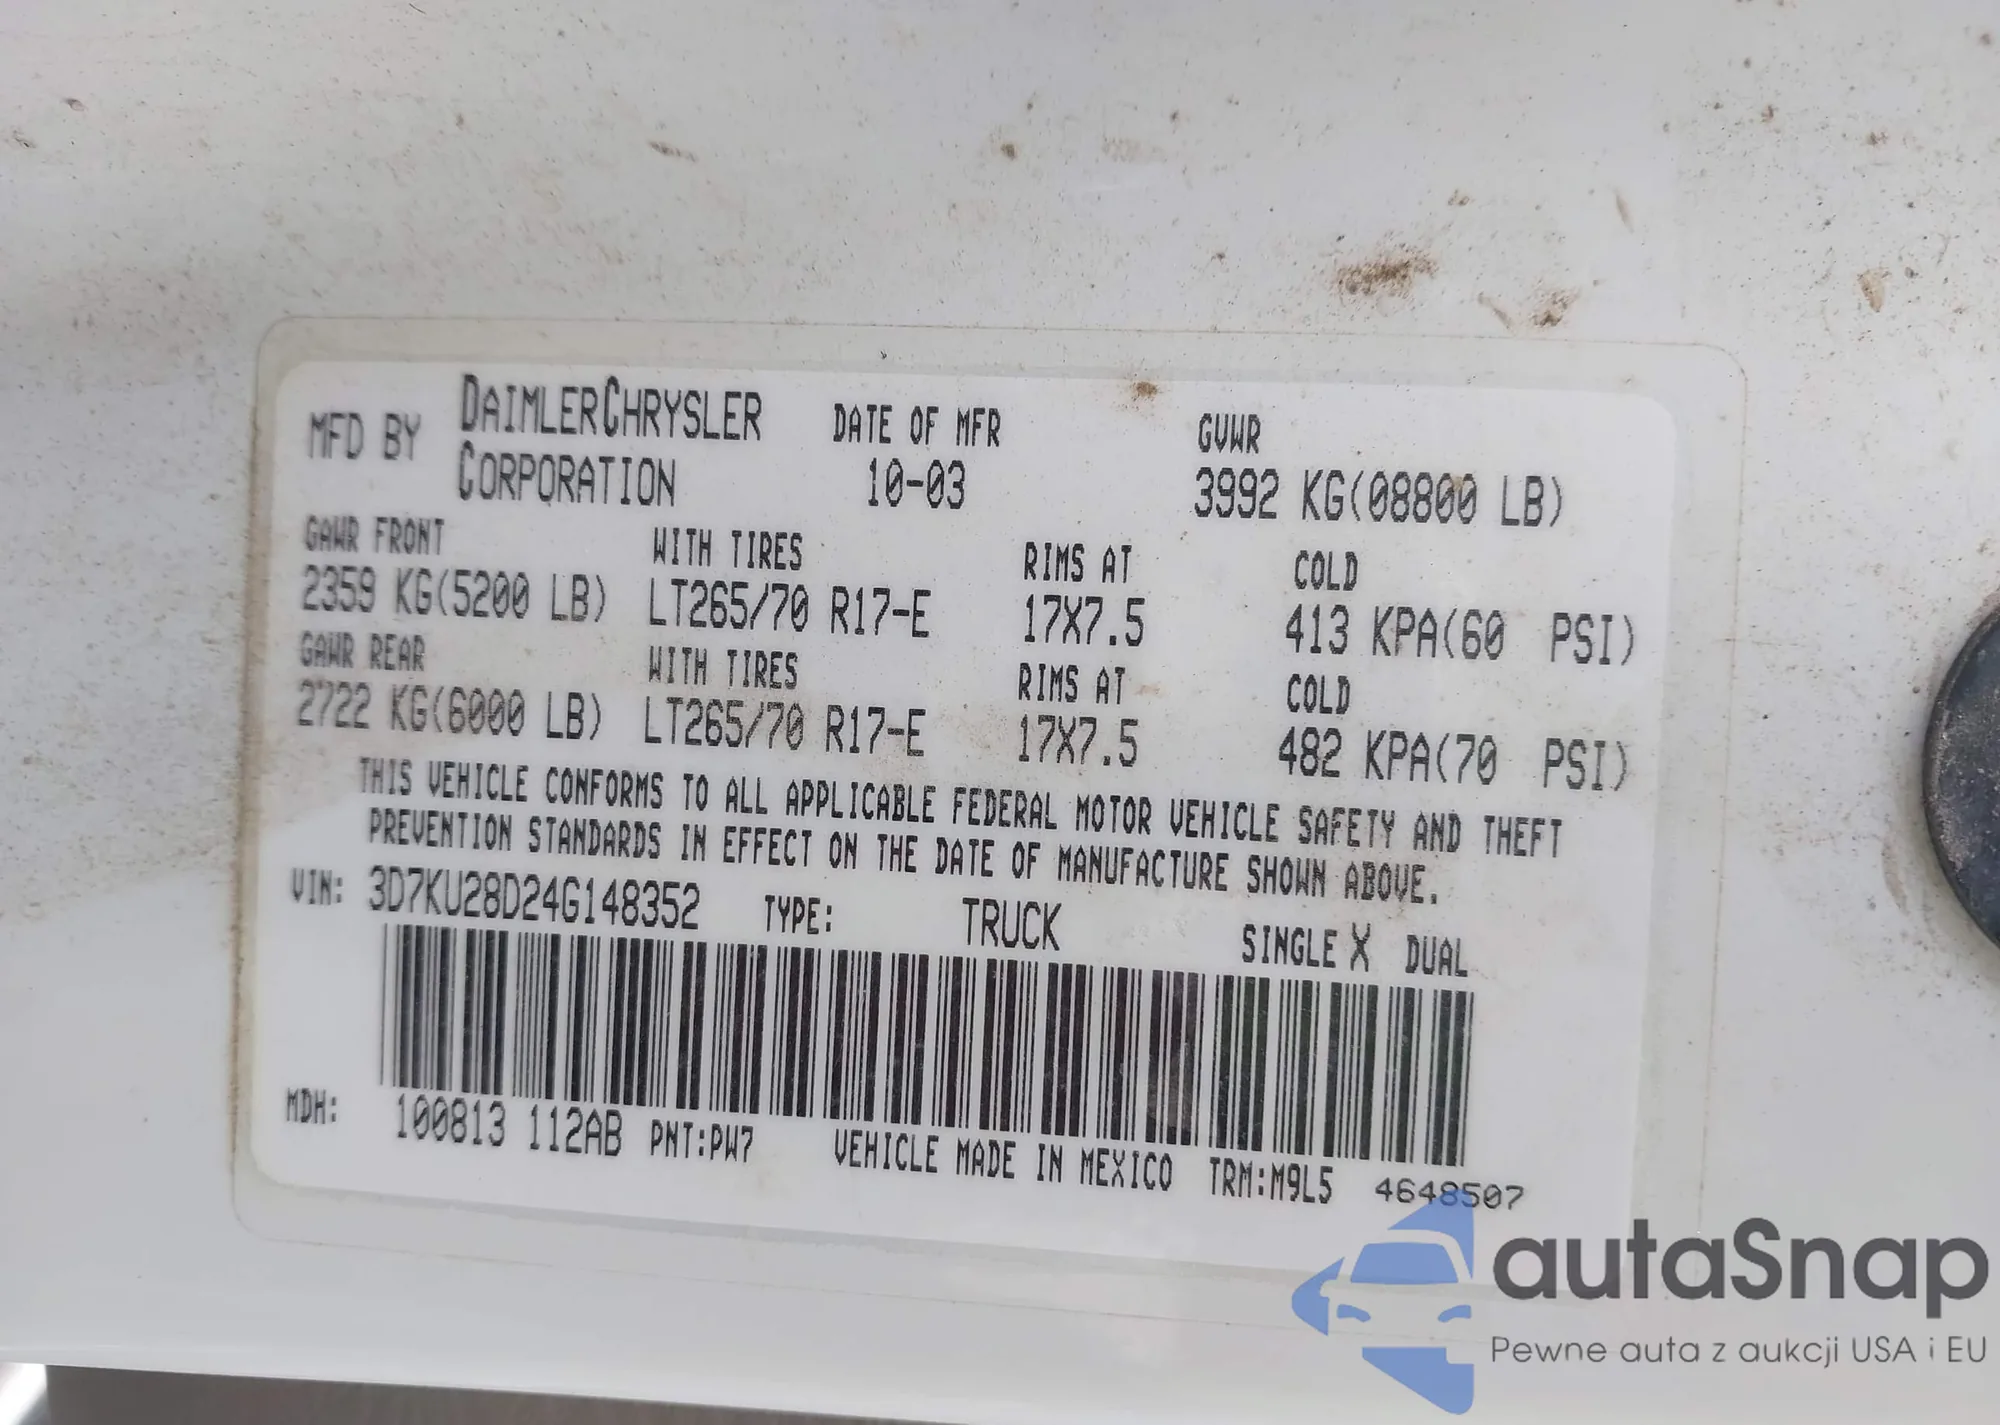 MFD BY DAIMLERCHRYSLER CORPORATION DATE OF MFR 10-03 GVWR 3992 KG(08800 LB)
GAWR FRONT WITH TIRES RIMS AT COLD
2359 KG(5200 LB) LT265/70 R17-E 17X7.5 413 KPA(60 PSI)
GAWR REAR WITH TIRES RIMS AT COLD
2722 KG(6000 LB) LT265/70 R17-E 17X7.5 482 KPA(70 PSI)
THIS VEHICLE CONFORMS TO ALL APPLICABLE FEDERAL MOTOR VEHICLE SAFETY AND THEFT
PREVENTION STANDARDS IN EFFECT ON THE DATE OF MANUFACTURE SHOWN ABOVE.
VIN: 3D7KU28D24G148352 TYPE: TRUCK SINGLE X DUAL
MDH: 100813 112AB PNT:PW7 VEHICLE MADE IN MEXICO TRM:M9L5 4648507
autaSnap
Pewne auta z aukcji USA i EU